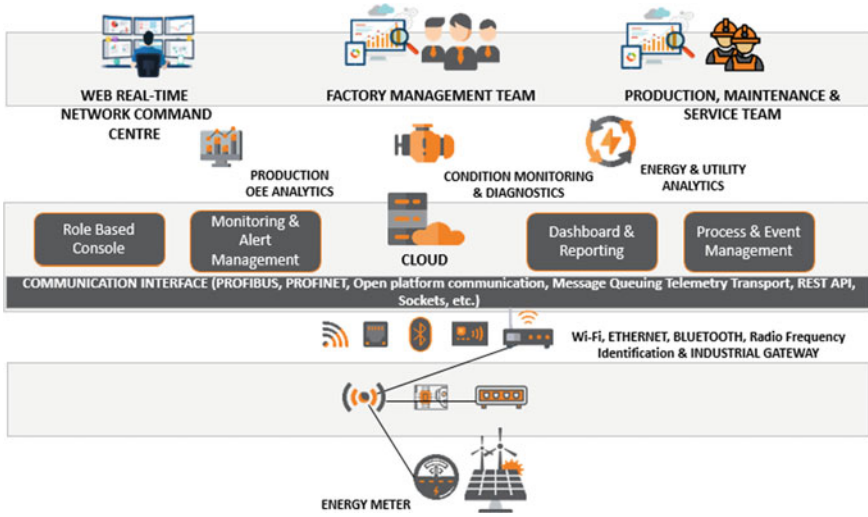 WEB REAL-TIME
NETWORK COMMAND
CENTRE
FACTORY MANAGEMENT TEAM
PRODUCTION, MAINTENANCE &
SERVICE TEAM
PRODUCTION
OEE ANALYTICS
CONDITION MONITORING
& DIAGNOSTICS
ENERGY & UTILITY
ANALYTICS
Role Based
Console
Monitoring &
Alert
Management
CLOUD
Dashboard &
Reporting
Process & Event
Management
COMMUNICATION INTERFACE (PROFIBUS, PROFINET, Open platform communication, Message Queuing Telemetry Transport, REST API,
Sockets, etc.)
Wi-Fi, ETHERNET, BLUETOOTH, Radio Frequency
Identification & INDUSTRIAL GATEWAY
ENERGY METER